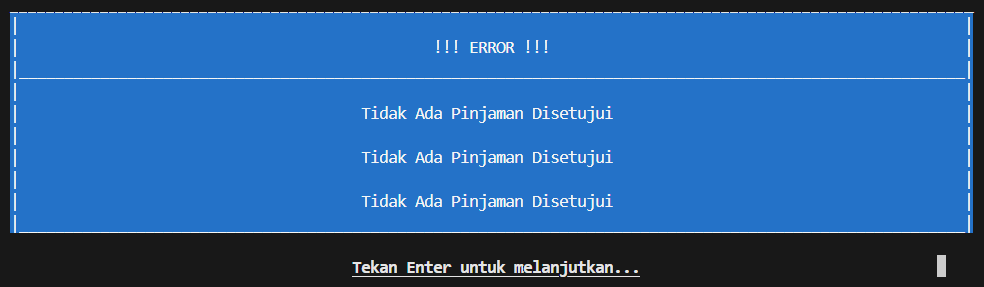 !!! ERROR !!!
Tidak Ada Pinjaman Disetujui
Tidak Ada Pinjaman Disetujui
Tidak Ada Pinjaman Disetujui
Tekan Enter untuk melanjutkan...